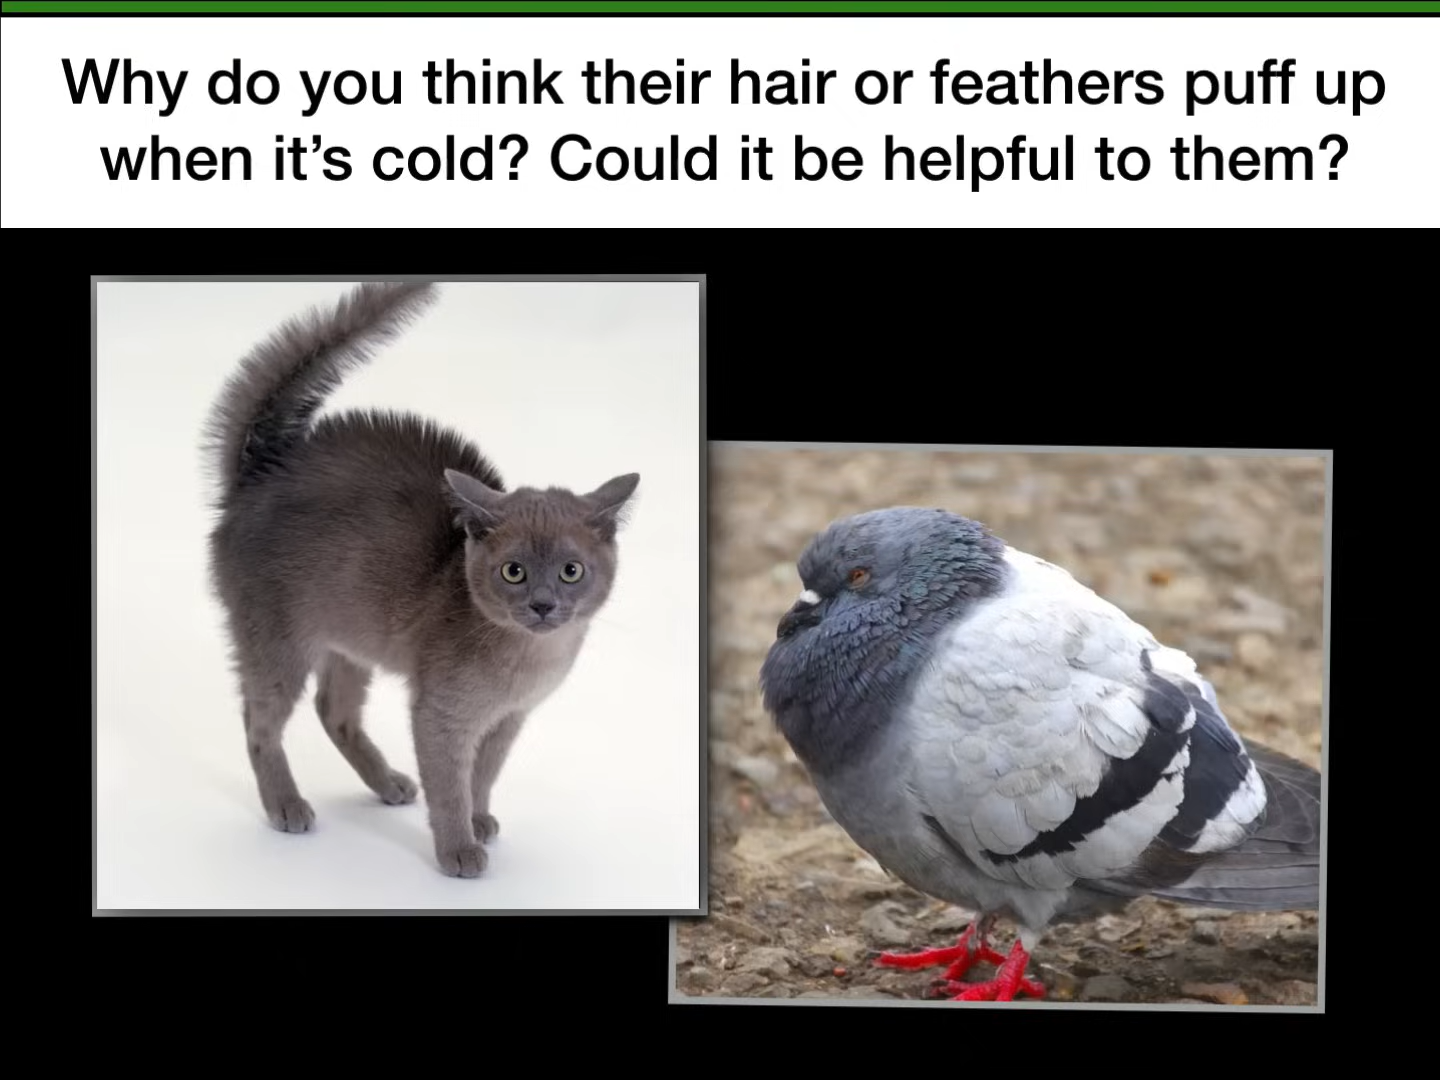 Why do you think their hair or feathers puff up
when it’s cold? Could it be helpful to them?